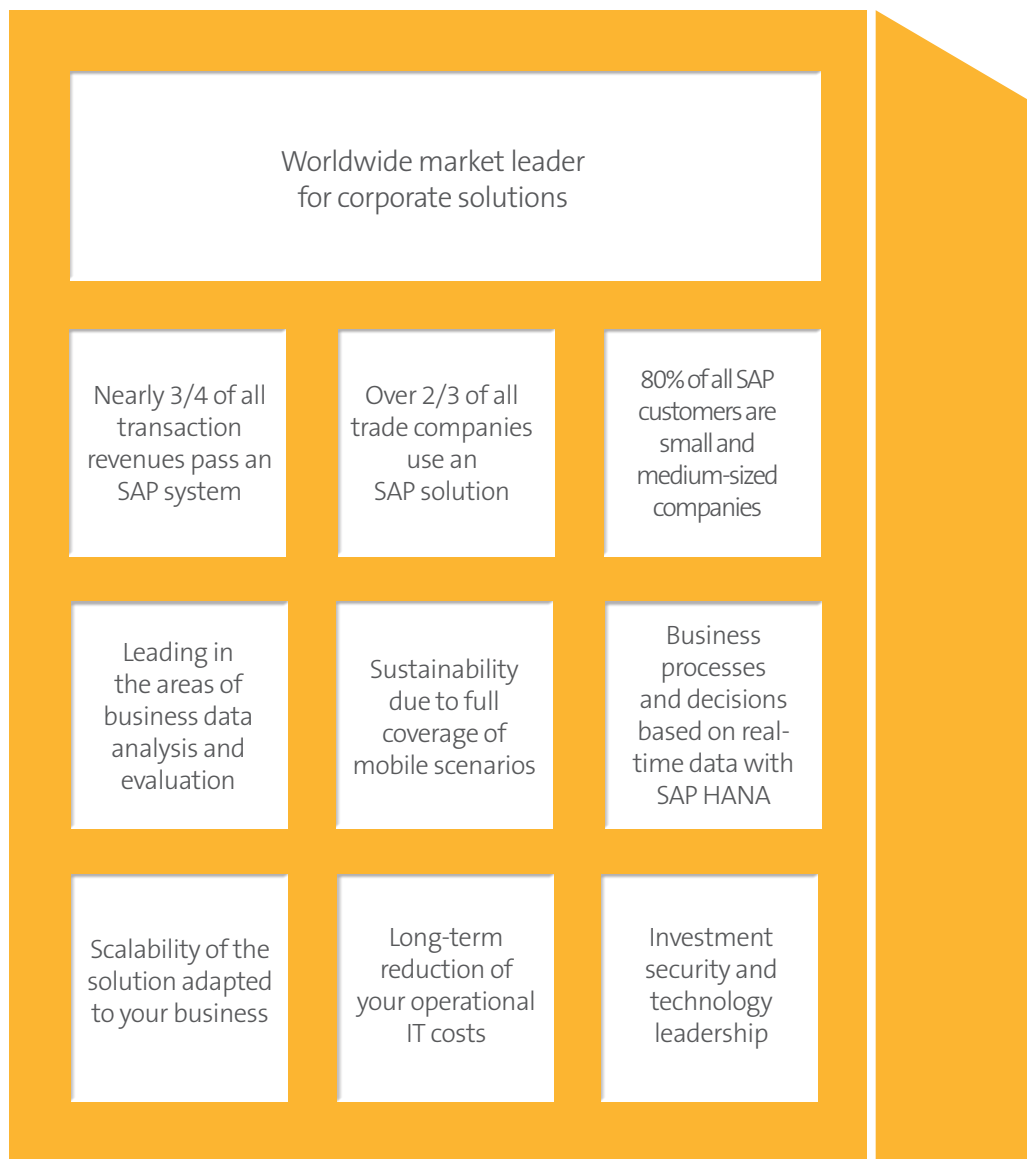 Worldwide market leader
for corporate solutions
Nearly 3/4 of all
transaction
revenues pass an
SAP system
Over 2/3 of all
trade companies
use an
SAP solution
80% of all SAP
customers are
small and
medium-sized
companies
Leading in
the areas of
business data
analysis and
evaluation
Sustainability
due to full
coverage of
mobile scenarios
Business
processes
and decisions
based on real-
time data with
SAP HANA
Scalability of the
solution adapted
to your business
Long-term
reduction of
your operational
IT costs
Investment
security and
technology
leadership